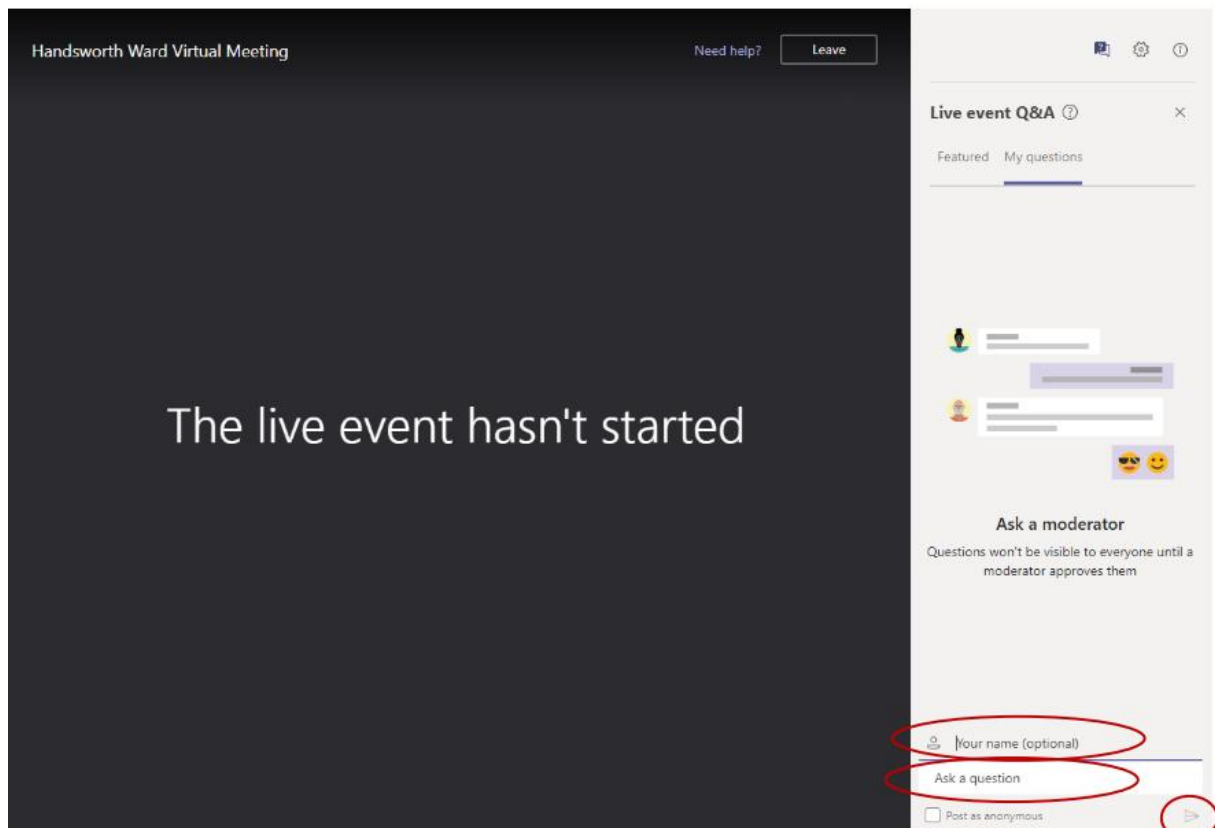 Handsworth Ward Virtual Meeting
Need help?
Leave
Live event Q&A
Featured
My questions
The live event hasn't started
Ask a moderator
Questions won't be visible to everyone until a
moderator approves them
Your name (optional)
Ask a question
Post as anonymous